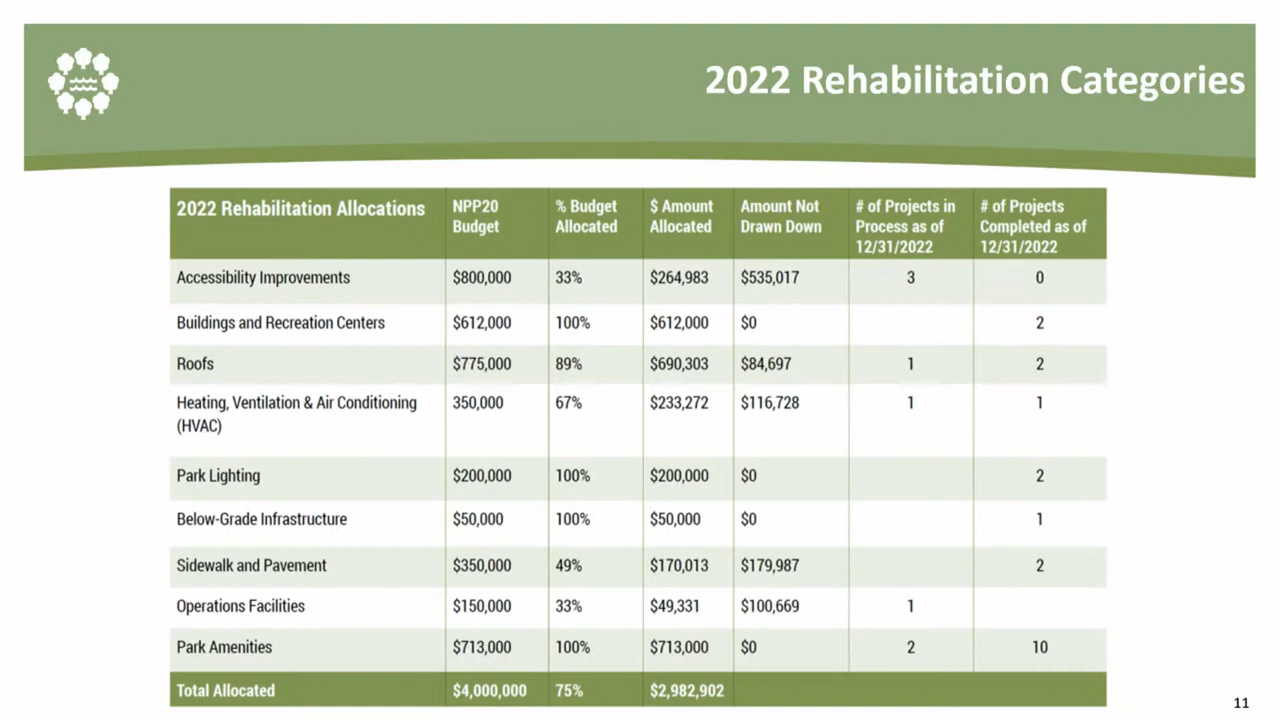 2022 Rehabilitation Categories
2022 Rehabilitation Allocations NPP20 Budget % Budget Allocated $ Amount Allocated Amount Not Drawn Down # of Projects in Process as of 12/31/2022 # of Projects Completed as of 12/31/2022
Accessibility Improvements $800,000 33% $264,983 $535,017 3 0
Buildings and Recreation Centers $612,000 100% $612,000 $0 2
Roofs $775,000 89% $690,303 $84,697 1 2
Heating, Ventilation & Air Conditioning (HVAC) 350,000 67% $233,272 $116,728 1 1
Park Lighting $200,000 100% $200,000 $0 2
Below-Grade Infrastructure $50,000 100% $50,000 $0 1
Sidewalk and Pavement $350,000 49% $170,013 $179,987 2
Operations Facilities $150,000 33% $49,331 $100,669 1
Park Amenities $713,000 100% $713,000 $0 2 10
Total Allocated $4,000,000 75% $2,982,902
11